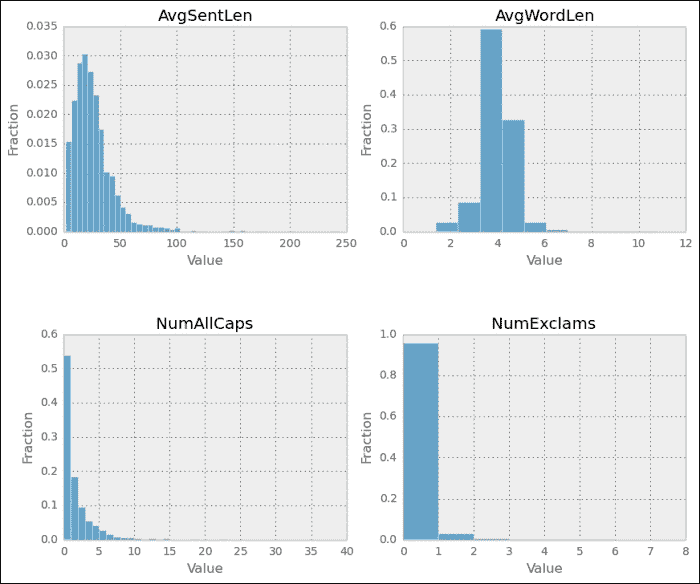 AvgSentLen
0.035
0.030
0.025
0.020
0.015
0.010
0.005
0.000
Fraction
0 50 100 150 200 250
Value
AvgWordLen
0.6
0.5
0.4
0.3
0.2
0.1
0.0
Fraction
0 2 4 6 8 10 12
Value
NumAllCaps
0.6
0.5
0.4
0.3
0.2
0.1
0.0
Fraction
0 5 10 15 20 25 30 35 40
Value
NumExclams
1.0
0.8
0.6
0.4
0.2
0.0
Fraction
0 1 2 3 4 5 6 7 8
Value